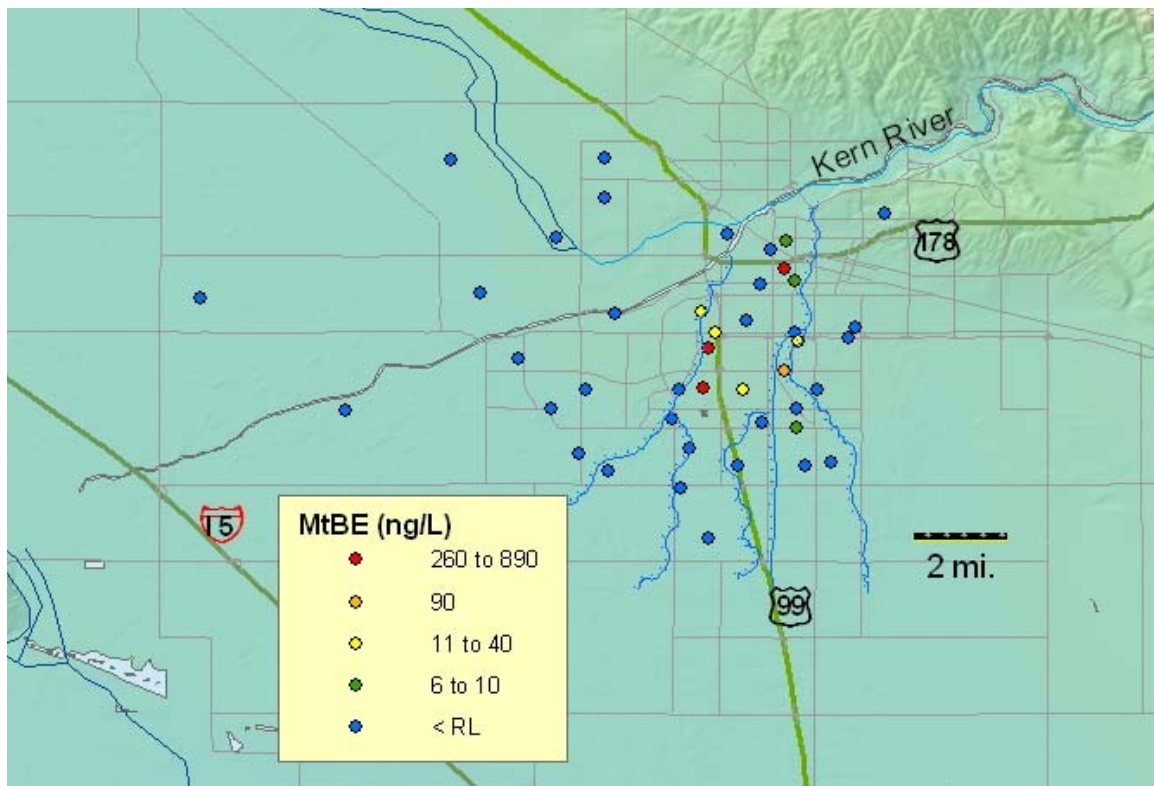 Kern River
178
15
MtBE (ng/L)
260 to 890
90
11 to 40
6 to 10
< RL
2 mi.
99